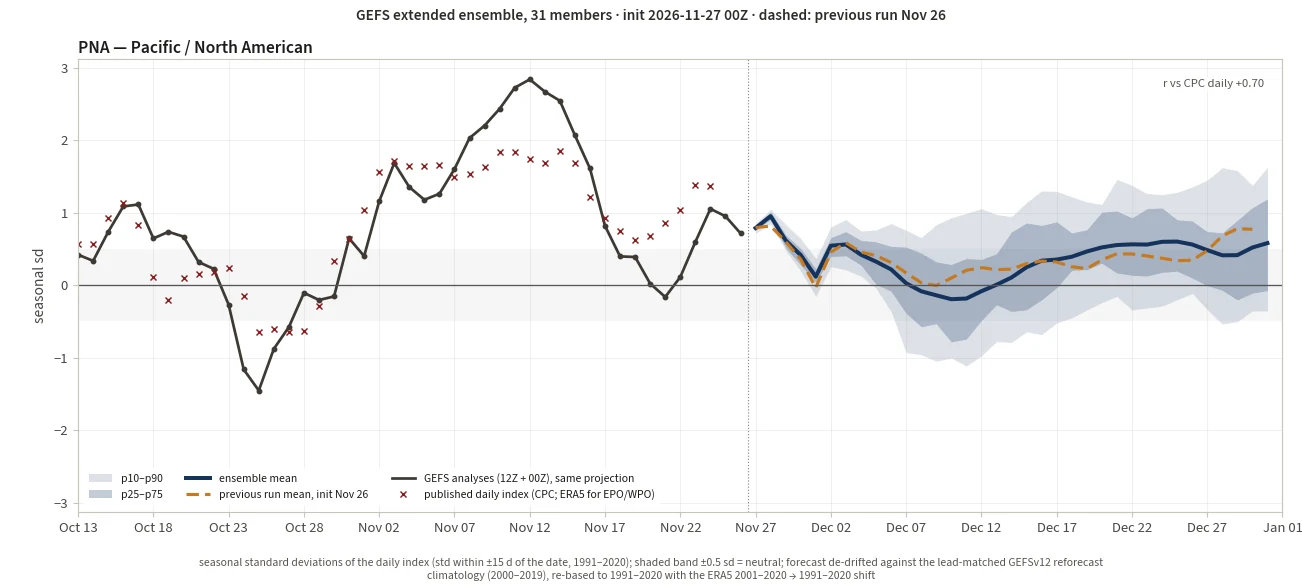 GEFS extended ensemble, 31 members · init 2026-11-27 00Z · dashed: previous run Nov 26
PNA — Pacific / North American
r vs CPC daily +0.70
seasonal sd
3
2
1
0
−1
−2
−3
p10–p90
ensemble mean
GEFS analyses (12Z + 00Z), same projection
p25–p75
previous run mean, init Nov 26
published daily index (CPC; ERA5 for EPO/WPO)
Oct 13
Oct 18
Oct 23
Oct 28
Nov 02
Nov 07
Nov 12
Nov 17
Nov 22
Nov 27
Dec 02
Dec 07
Dec 12
Dec 17
Dec 22
Dec 27
Jan 01
seasonal standard deviations of the daily index (std within ±15 d of the date, 1991–2020); shaded band ±0.5 sd = neutral; forecast de-drifted against the lead-matched GEFSv12 reforecast
climatology (2000–2019), re-based to 1991–2020 with the ERA5 2001–2020 → 1991–2020 shift